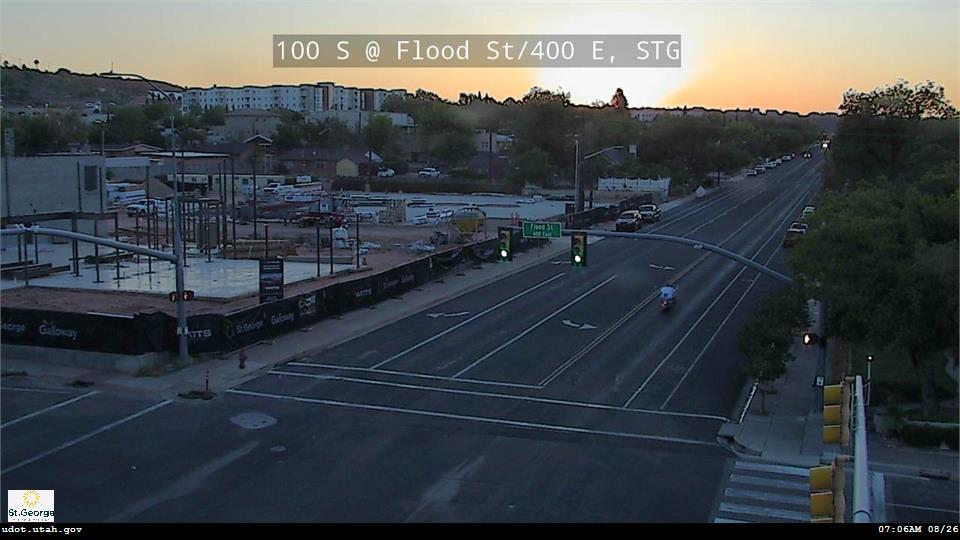 100 S @ Flood St/400 E, STG
Flood St
400 East
George
Galloway
WATTS
St. George
Galloway
St.George
udot.utah.gov
07:06AM 08/26